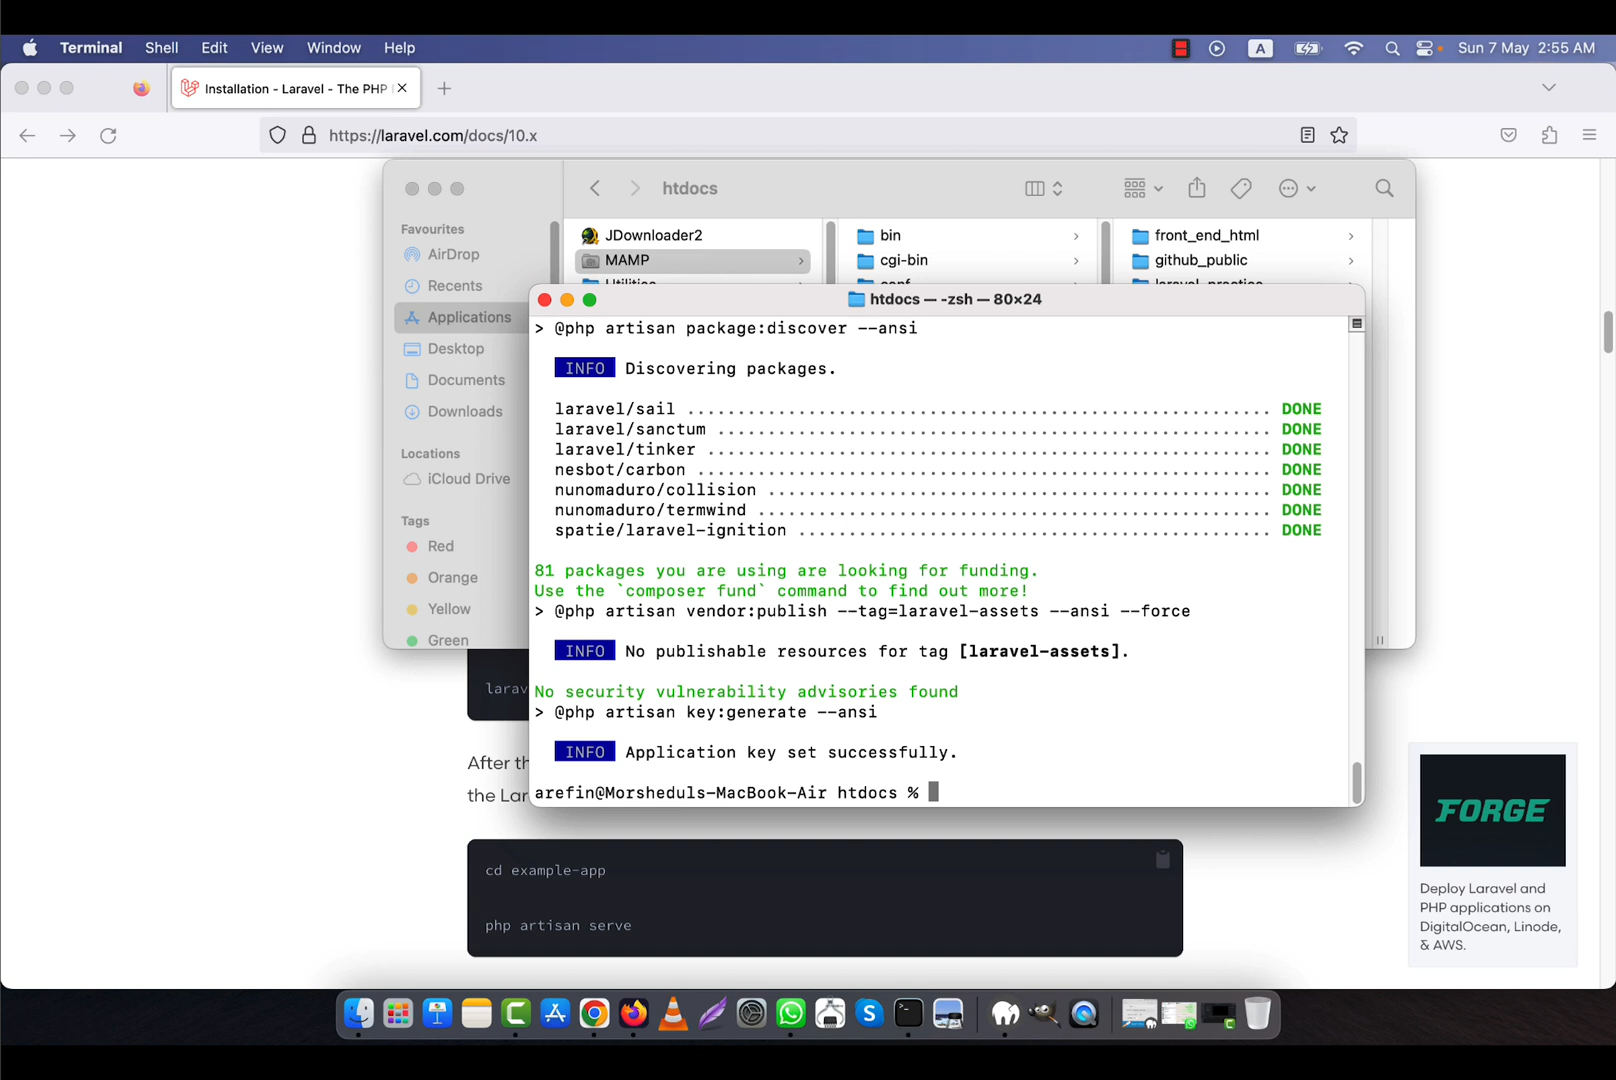 Terminal Shell Edit View Window Help
A
Sun 7 May 2:55 AM
Installation - Laravel - The PHP
https://laravel.com/docs/10.x
htdocs
Favourites
AirDrop
Recents
Applications
Desktop
Documents
Downloads
Locations
iCloud Drive
Tags
Red
Orange
Yellow
Green
JDownloader2
MAMP
bin
cgi-bin
front_end_html
github_public
htdocs — -zsh — 80×24
> @php artisan package:discover --ansi
INFO Discovering packages.
laravel/sail ......................................................... DONE
laravel/sanctum ...................................................... DONE
laravel/tinker ....................................................... DONE
nesbot/carbon ........................................................ DONE
nunomaduro/collision ................................................. DONE
nunomaduro/termwind .................................................. DONE
spatie/laravel-ignition .............................................. DONE
81 packages you are using are looking for funding.
Use the `composer fund` command to find out more!
> @php artisan vendor:publish --tag=laravel-assets --ansi --force
INFO No publishable resources for tag [laravel-assets].
No security vulnerability advisories found
> @php artisan key:generate --ansi
INFO Application key set successfully.
arefin@Morsheduls-MacBook-Air htdocs %
larav
After th
the Lar
cd example-app
php artisan serve
FORGE
Deploy Laravel and
PHP applications on
DigitalOcean, Linode,
& AWS.